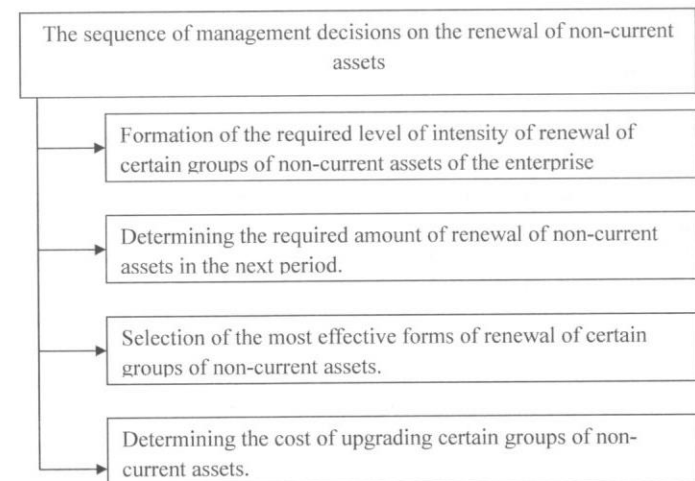 The sequence of management decisions on the renewal of non-current
assets
Formation of the required level of intensity of renewal of
certain groups of non-current assets of the enterprise
Determining the required amount of renewal of non-current
assets in the next period.
Selection of the most effective forms of renewal of certain
groups of non-current assets.
Determining the cost of upgrading certain groups of non-
current assets.